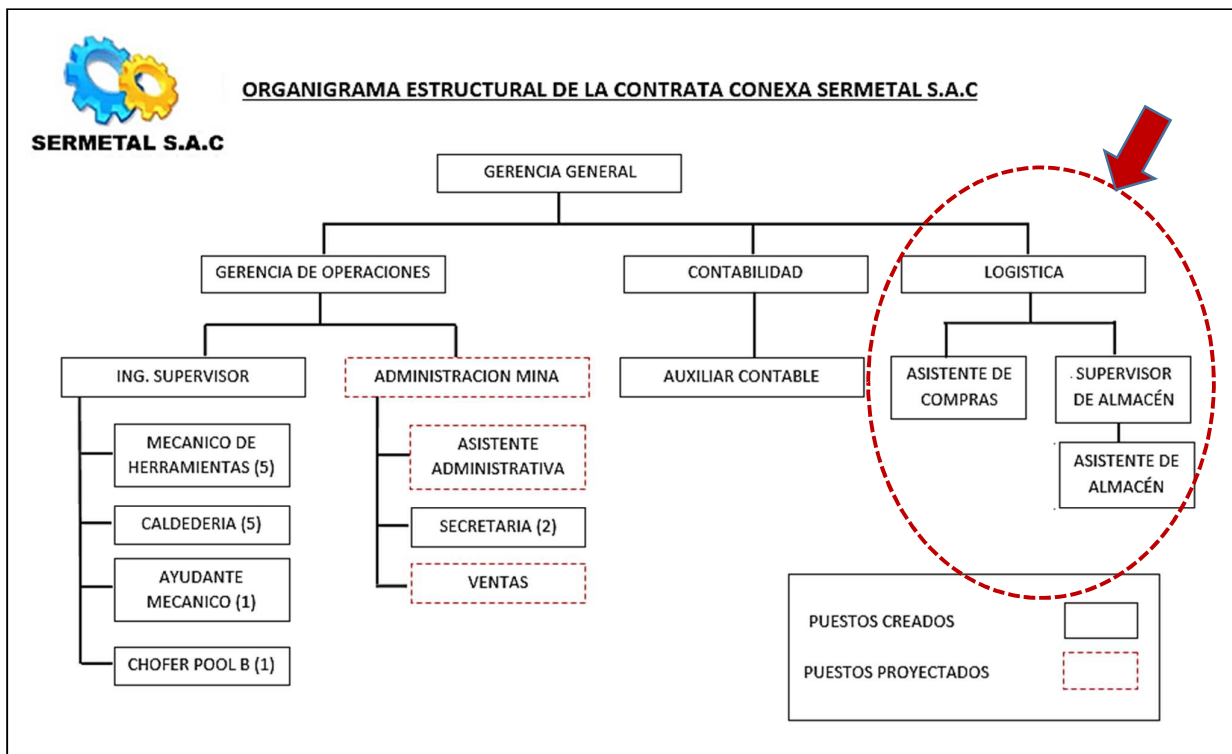 ORGANIGRAMA ESTRUCTURAL DE LA CONTRATA CONEXA SERMETAL S.A.C
SERMETAL S.A.C
GERENCIA GENERAL
GERENCIA DE OPERACIONES
CONTABILIDAD
LOGISTICA
ING. SUPERVISOR
ADMINISTRACION MINA
AUXILIAR CONTABLE
ASISTENTE DE
COMPRAS
. SUPERVISOR
DE ALMACÉN
MECANICO DE
HERRAMIENTAS (5)
ASISTENTE
ADMINISTRATIVA
ASISTENTE DE
ALMACÉN
CALDEDERIA (5)
SECRETARIA (2)
AYUDANTE
MECANICO (1)
VENTAS
CHOFER POOL B (1)
PUESTOS CREADOS
PUESTOS PROYECTADOS